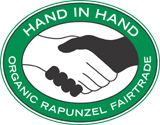 HAND IN HAND
ORGANIC RAPUNZEL FAIRTRADE